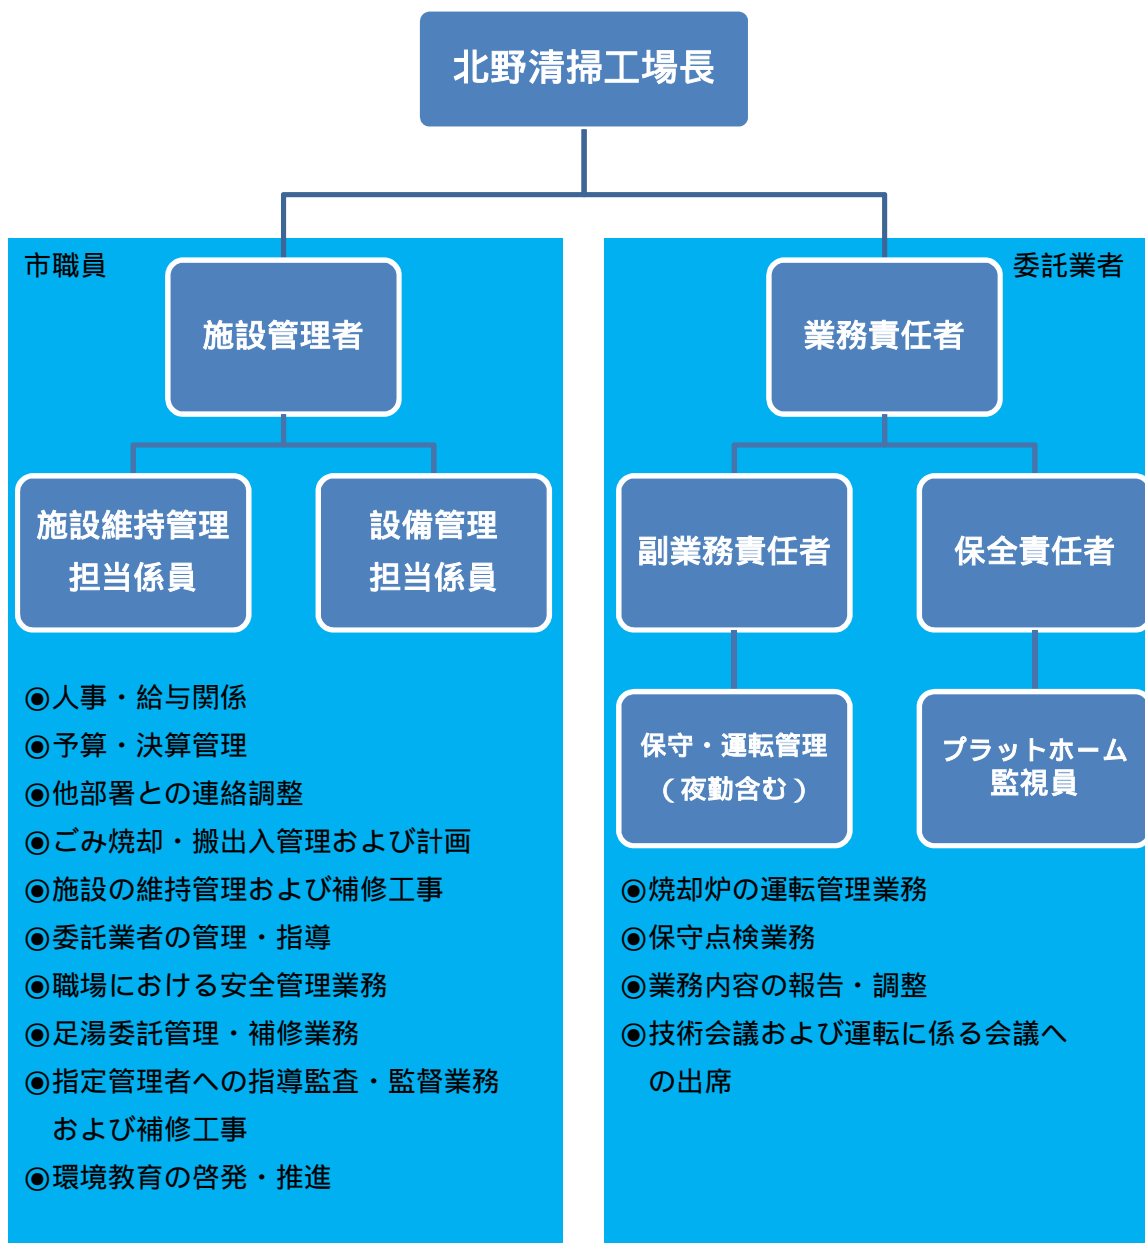 北野清掃工場長
市職員
施設管理者
施設維持管理
担当係員
設備管理
担当係員
◉人事・給与関係
◉予算・決算管理
◉他部署との連絡調整
◉ごみ焼却・搬出入管理および計画
◉施設の維持管理および補修工事
◉委託業者の管理・指導
◉職場における安全管理業務
◉足湯委託管理・補修業務
◉指定管理者への指導監査・監督業務
および補修工事
◉環境教育の啓発・推進
委託業者
業務責任者
副業務責任者
保全責任者
保守・運転管理
（夜勤含む）
プラットホーム
監視員
◉焼却炉の運転管理業務
◉保守点検業務
◉業務内容の報告・調整
◉技術会議および運転に係る会議へ
の出席